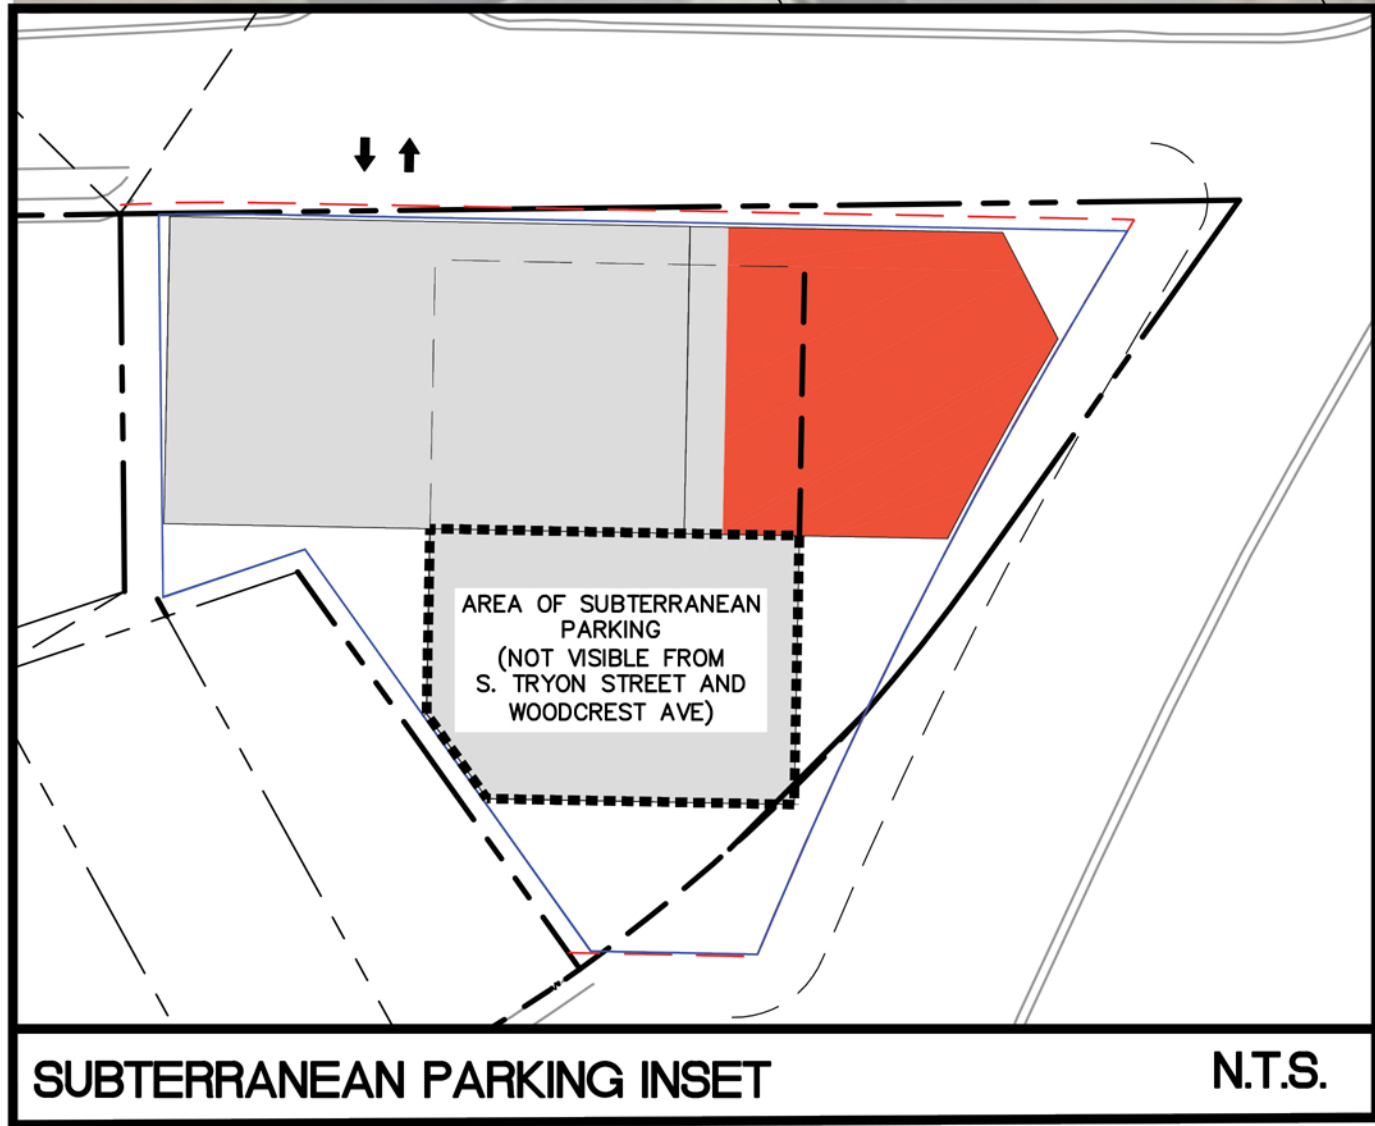 AREA OF SUBTERRANEAN
PARKING
(NOT VISIBLE FROM
S. TRYON STREET AND
WOODCREST AVE)
SUBTERRANEAN PARKING INSET
N.T.S.